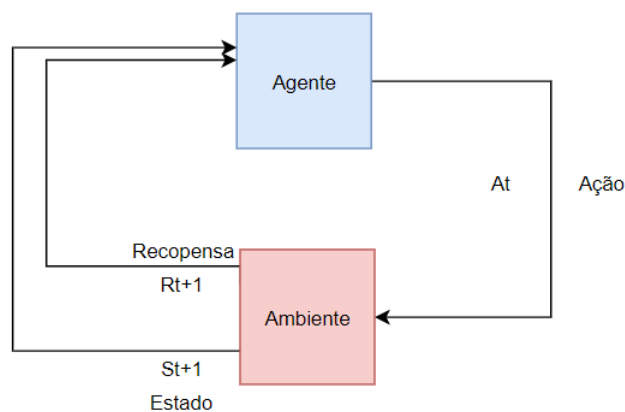 Agente
At
Ação
Recopensa
Rt+1
Ambiente
St+1
Estado